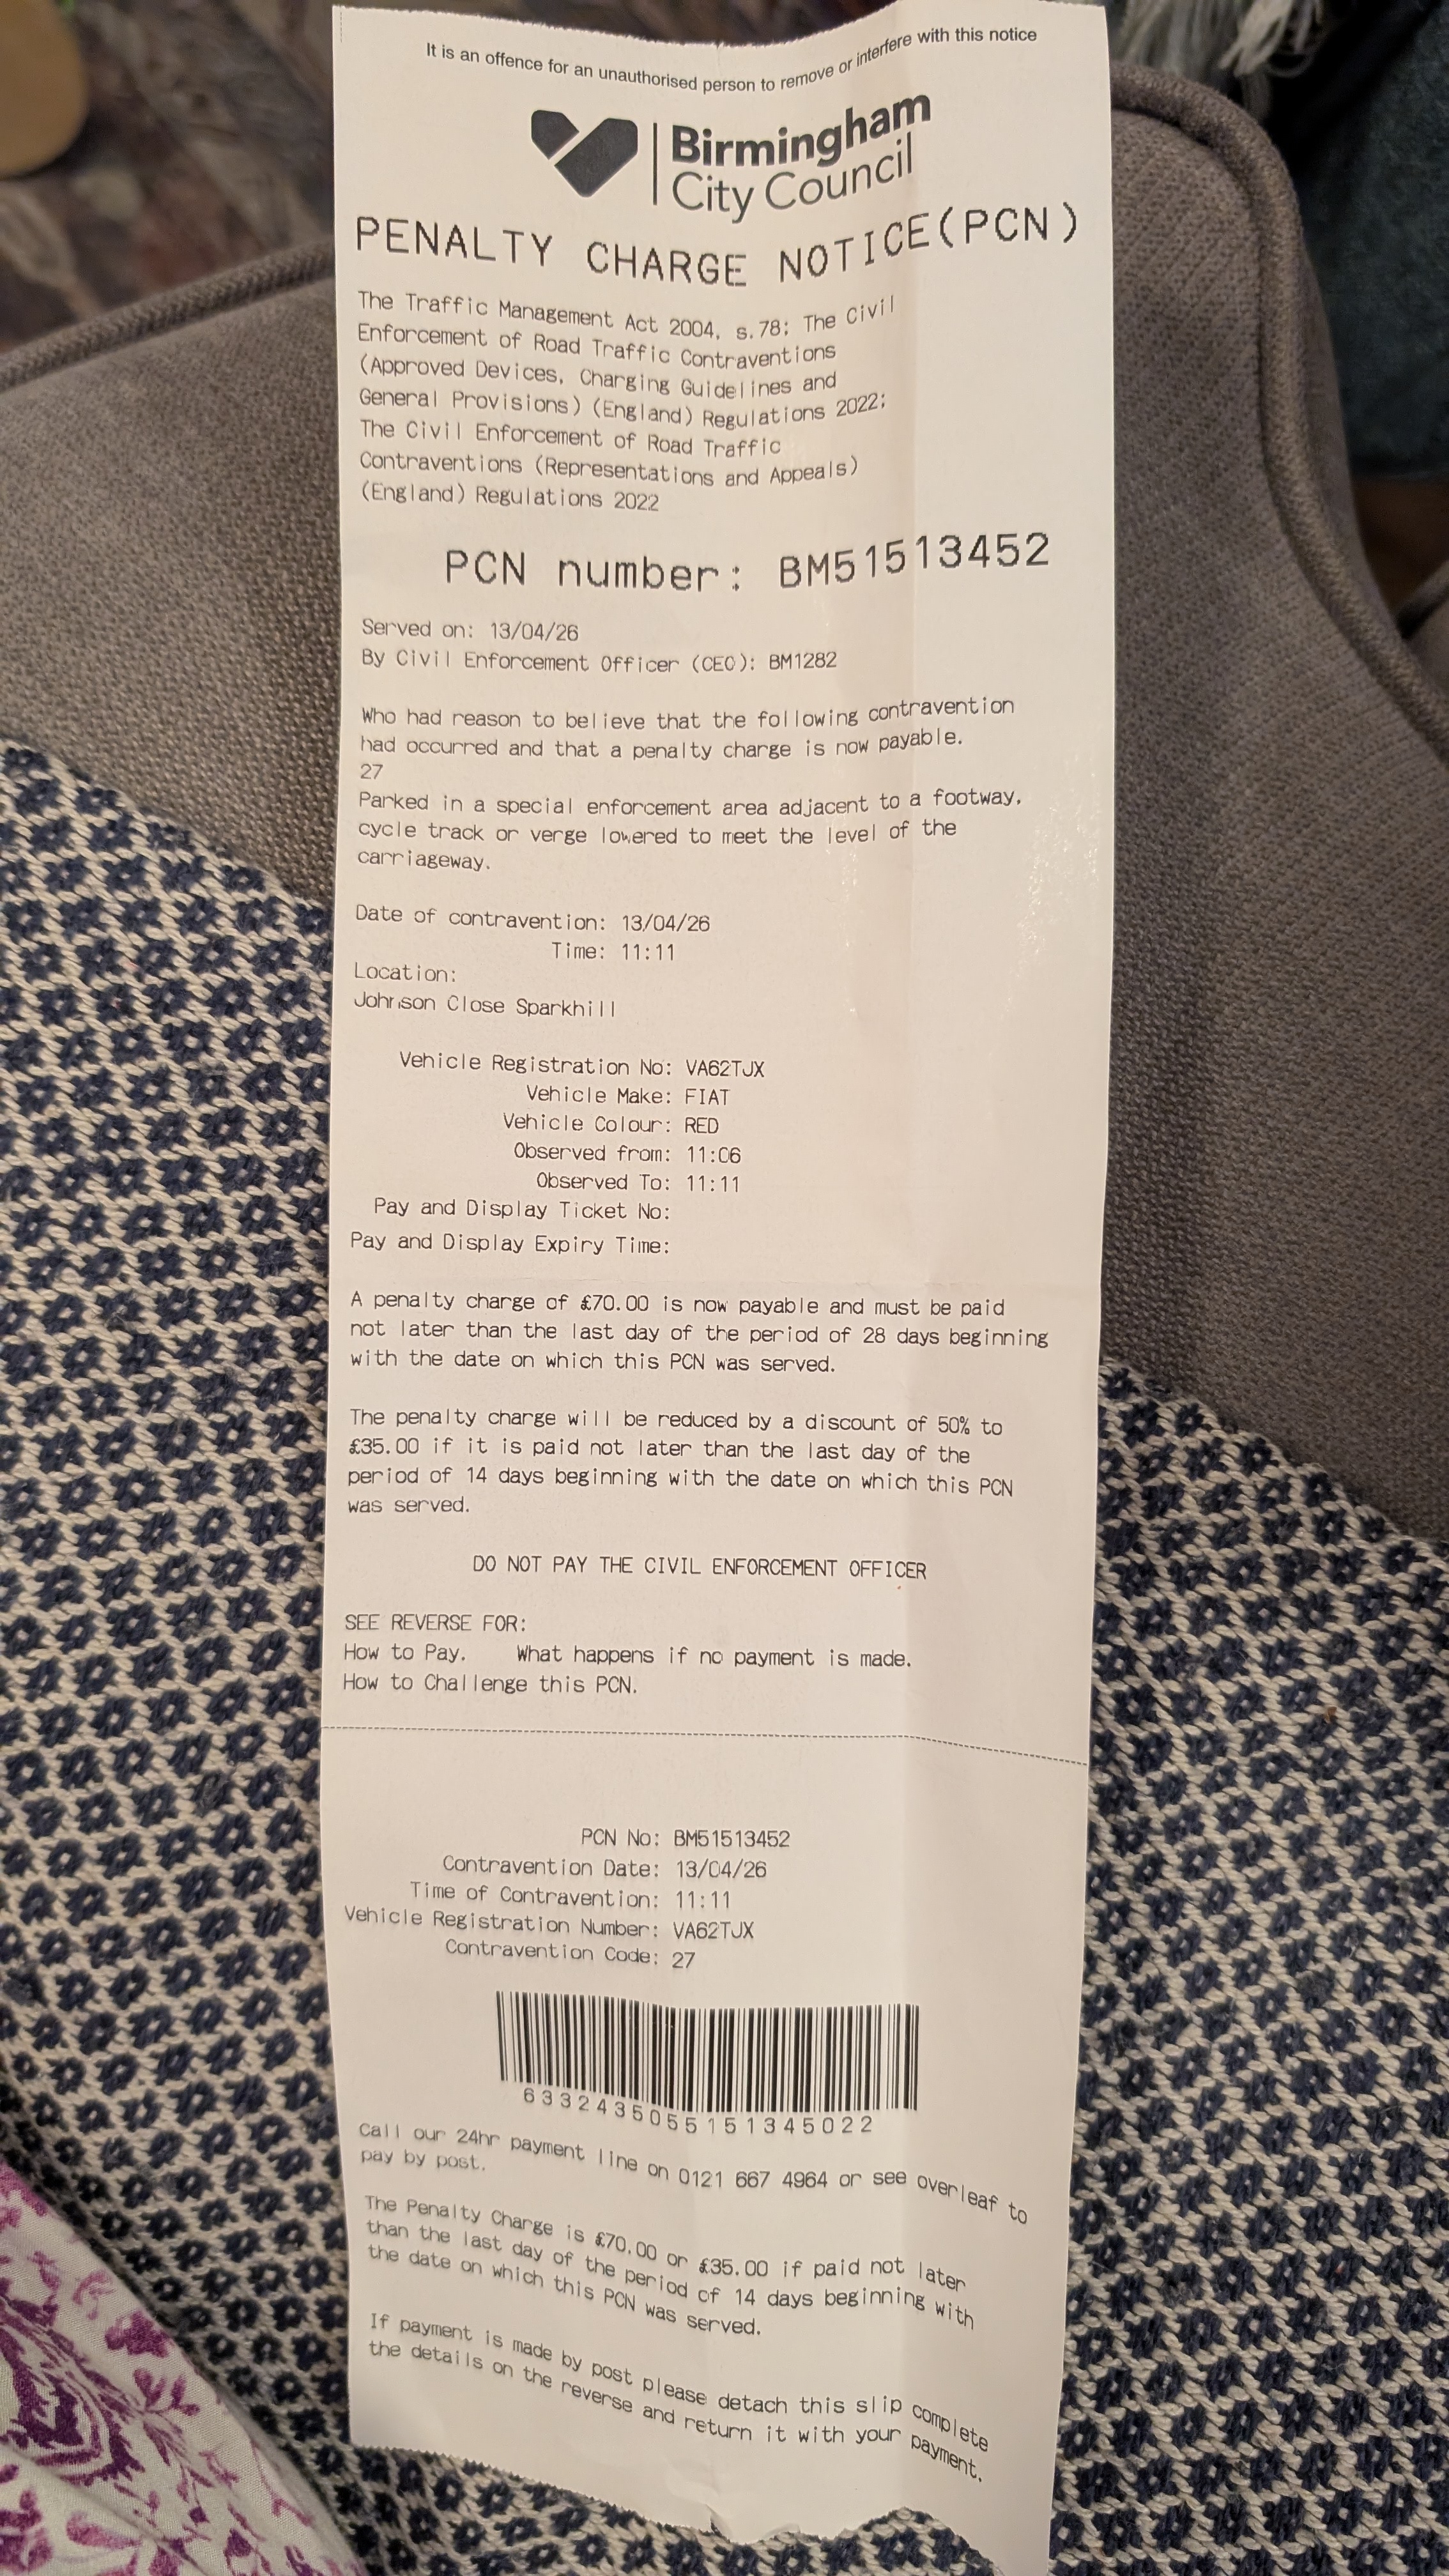 It is an offence for an unauthorised person to remove or interfere with this notice
Birmingham
City Council
PENALTY CHARGE NOTICE(PCN)
The Traffic Management Act 2004, s.78; The Civil
Enforcement of Road Traffic Contraventions
(Approved Devices, Charging Guidelines and
General Provisions) (England) Regulations 2022;
The Civil Enforcement of Road Traffic
Contraventions (Representations and Appeals)
(England) Regulations 2022
PCN number: BM51513452
Served on: 13/04/26
By Civil Enforcement Officer (CEO): BM1282
Who had reason to believe that the following contravention
had occurred and that a penalty charge is now payable.
27
Parked in a special enforcement area adjacent to a footway,
cycle track or verge lowered to meet the level of the
carriageway.
Date of contravention: 13/04/26
Time: 11:11
Location:
Johnson Close Sparkhill
Vehicle Registration No: VA62TJX
Vehicle Make: FIAT
Vehicle Colour: RED
Observed from: 11:06
Observed To: 11:11
Pay and Display Ticket No:
Pay and Display Expiry Time:
A penalty charge of £70.00 is now payable and must be paid
not later than the last day of the period of 28 days beginning
with the date on which this PCN was served.
The penalty charge will be reduced by a discount of 50% to
£35.00 if it is paid not later than the last day of the
period of 14 days beginning with the date on which this PCN
was served.
DO NOT PAY THE CIVIL ENFORCEMENT OFFICER
SEE REVERSE FOR:
How to Pay. What happens if no payment is made.
How to Challenge this PCN.
PCN No: BM51513452
Contravention Date: 13/04/26
Time of Contravention: 11:11
Vehicle Registration Number: VA62TJX
Contravention Code: 27
633243505515134502​2
Call our 24hr payment line on 0121 667 4964 or see overleaf to
pay by post.
The Penalty Charge is £70.00 or £35.00 if paid not later
than the last day of the period of 14 days beginning with
the date on which this PCN was served.
If payment is made by post please detach this slip complete
the details on the reverse and return it with your payment.